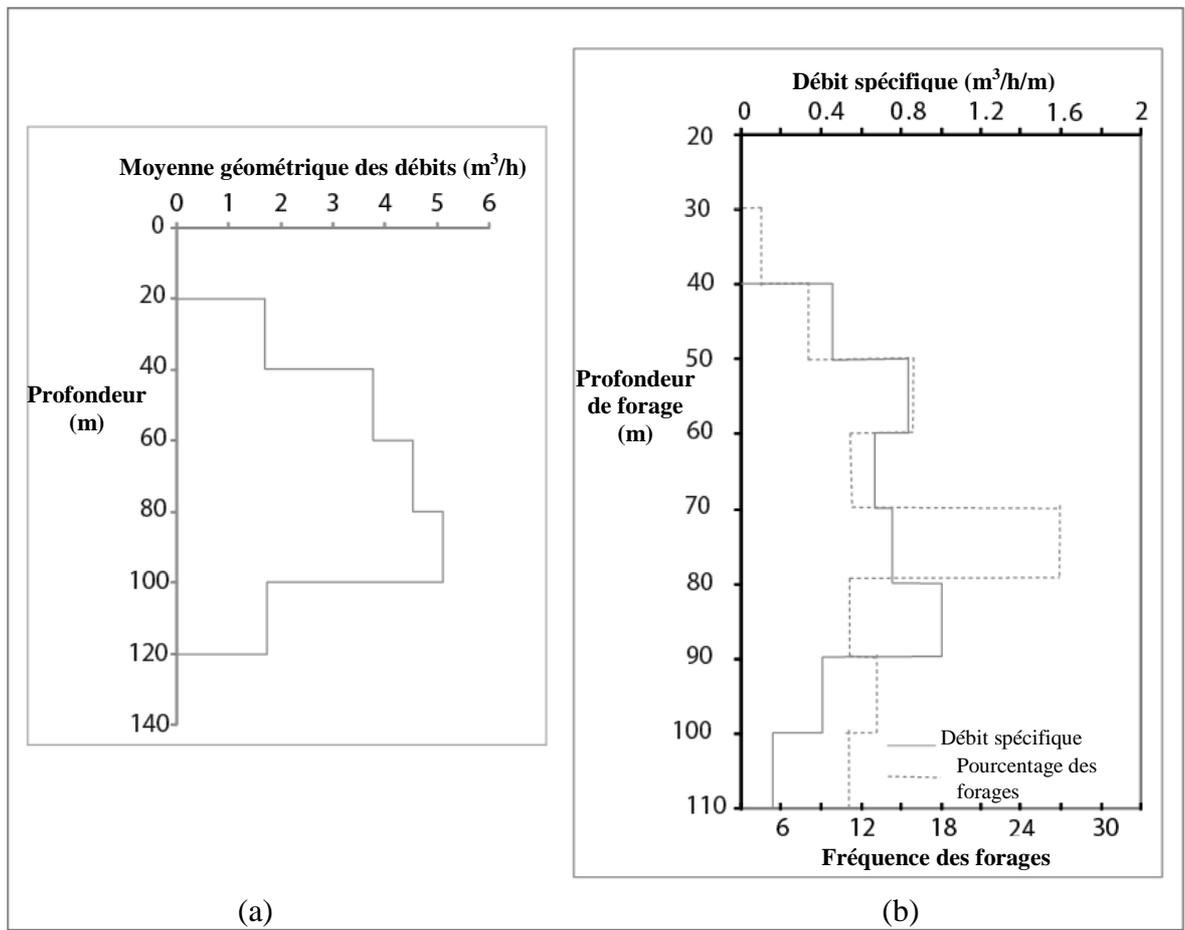 Moyenne géométrique des débits (m³/h)
0 1 2 3 4 5 6
0
20
40
60
80
100
120
140
Profondeur
(m)
(a)
Débit spécifique (m³/h/m)
0 0.4 0.8 1.2 1.6 2
20
30
40
50
60
70
80
90
100
110
Profondeur
de forage
(m)
Débit spécifique
Pourcentage des
forages
6 12 18 24 30
Fréquence des forages
(b)